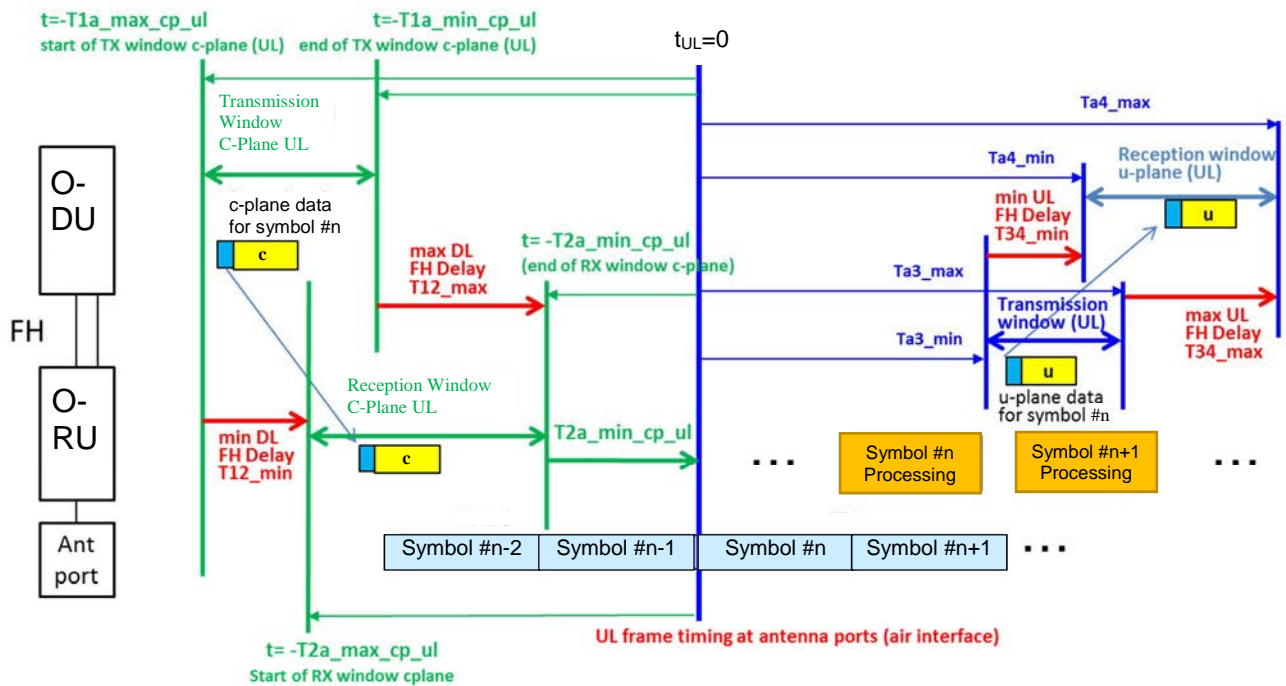 t=-T1a_max_cp_ul
start of TX window c-plane (UL)
t=-T1a_min_cp_ul
end of TX window c-plane (UL)
t_UL=0
Transmission
Window
C-Plane UL
Ta4_max
Ta4_min
Reception window
u-plane (UL)
O-
DU
c-plane data
for symbol #n
c
min UL
FH Delay
T34_min
u
max DL
FH Delay
T12_max
t= -T2a_min_cp_ul
(end of RX window c-plane)
Ta3_max
Transmission
window (UL)
max UL
FH Delay
T34_max
FH
Ta3_min
u
u-plane data
for symbol #n
O-
RU
Reception Window
C-Plane UL
min DL
FH Delay
T12_min
c
T2a_min_cp_ul
...
Symbol #n
Processing
Symbol #n+1
Processing
...
Ant
port
Symbol #n-2
Symbol #n-1
Symbol #n
Symbol #n+1
...
UL frame timing at antenna ports (air interface)
t= -T2a_max_cp_ul
Start of RX window cplane